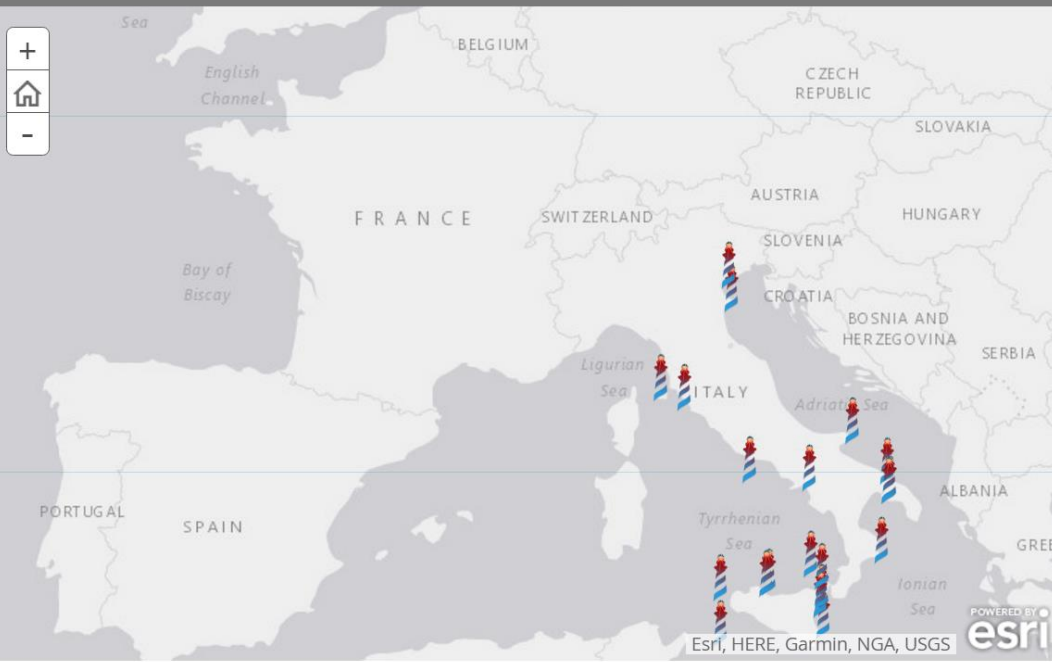 Sea
BELGIUM
+
English
Channel
CZECH
REPUBLIC
-
SLOVAKIA
AUSTRIA
FRANCE
SWITZERLAND
HUNGARY
SLOVENIA
Bay of
Biscay
CROATIA
BOSNIA AND
HERZEGOVINA
SERBIA
Ligurian
Sea
ITALY
Adriatic Sea
ALBANIA
PORTUGAL
SPAIN
Tyrrhenian
Sea
GREE
Ionian
Sea
POWERED BY
esri
Esri, HERE, Garmin, NGA, USGS